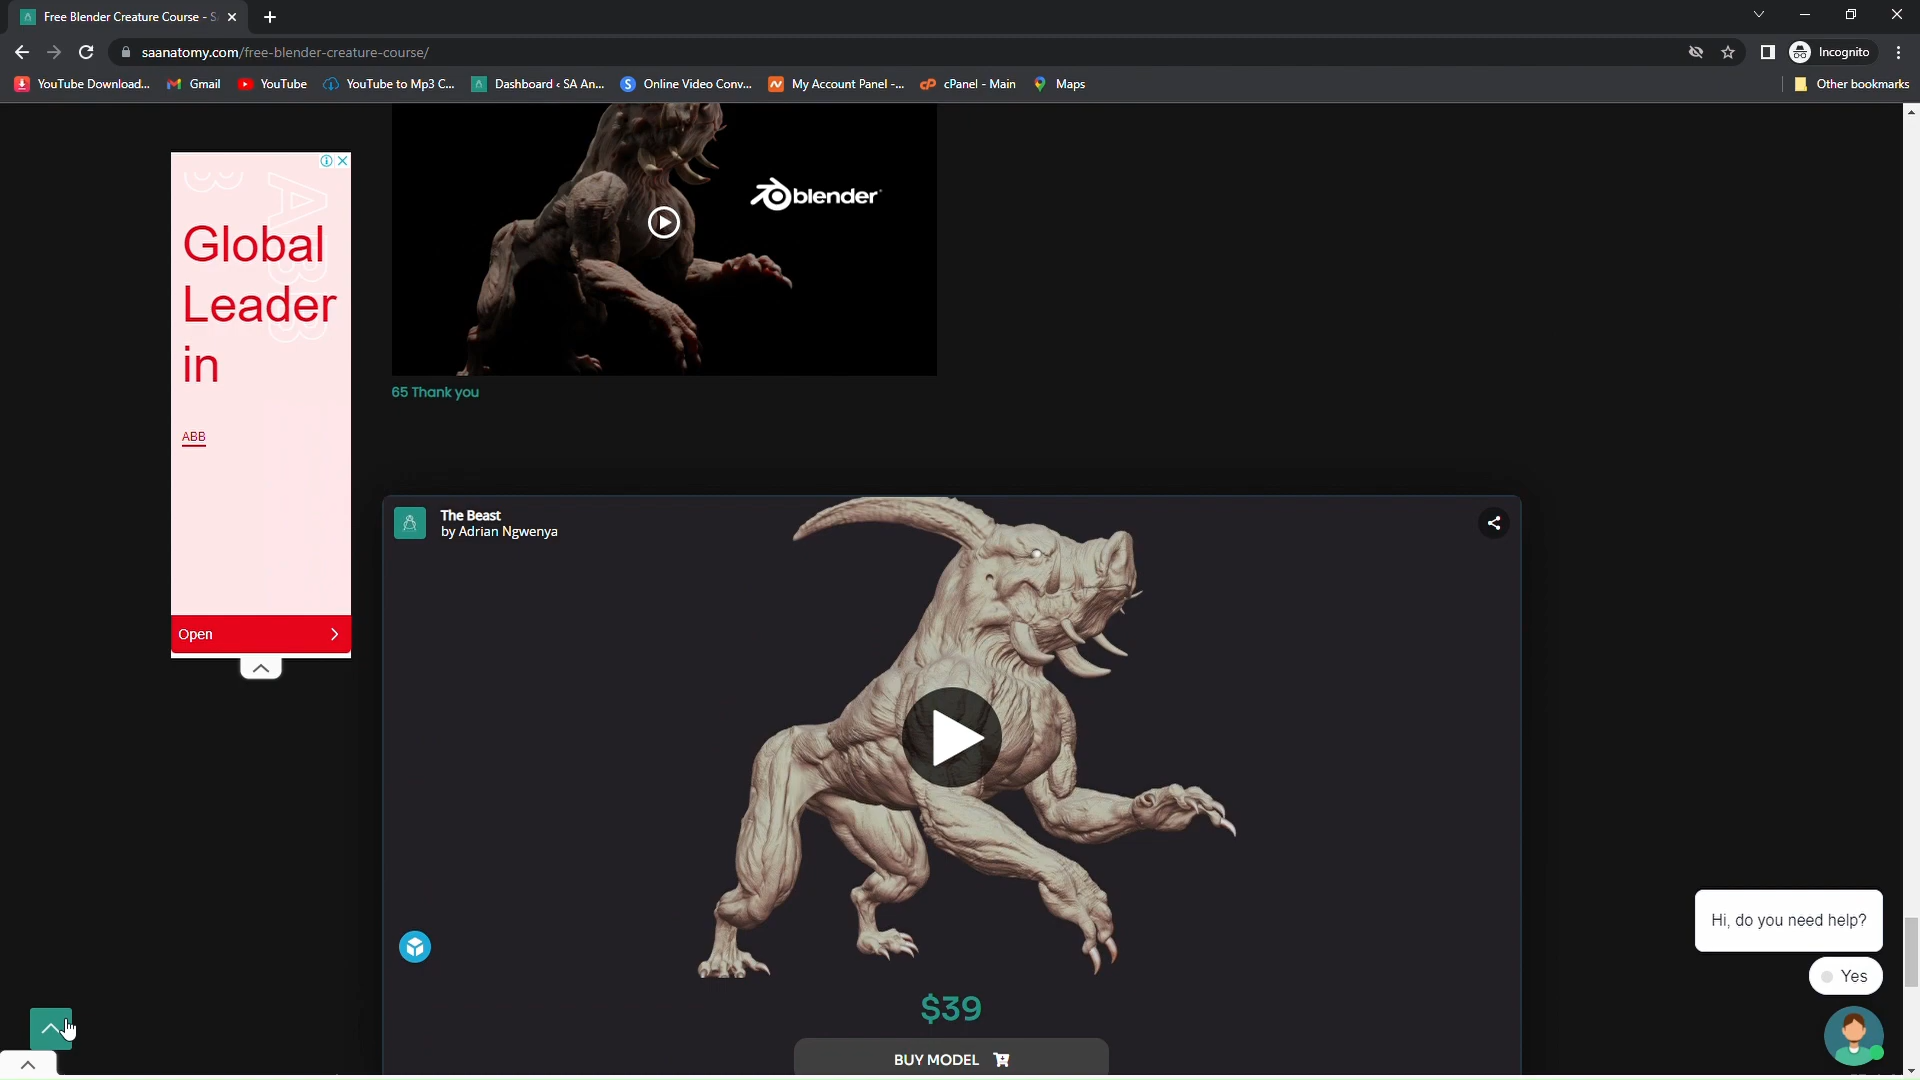 Free Blender Creature Course - S
saanatomy.com/free-blender-creature-course/
Incognito
YouTube Download...
Gmail
YouTube
YouTube to Mp3 C...
Dashboard ‹ SA An...
Online Video Conv...
My Account Panel -...
cPanel - Main
Maps
Other bookmarks
blender
ABB
Global
Leader
in
ABB
Open
65 Thank you
The Beast
by Adrian Ngwenya
Hi, do you need help?
Yes
$39
BUY MODEL